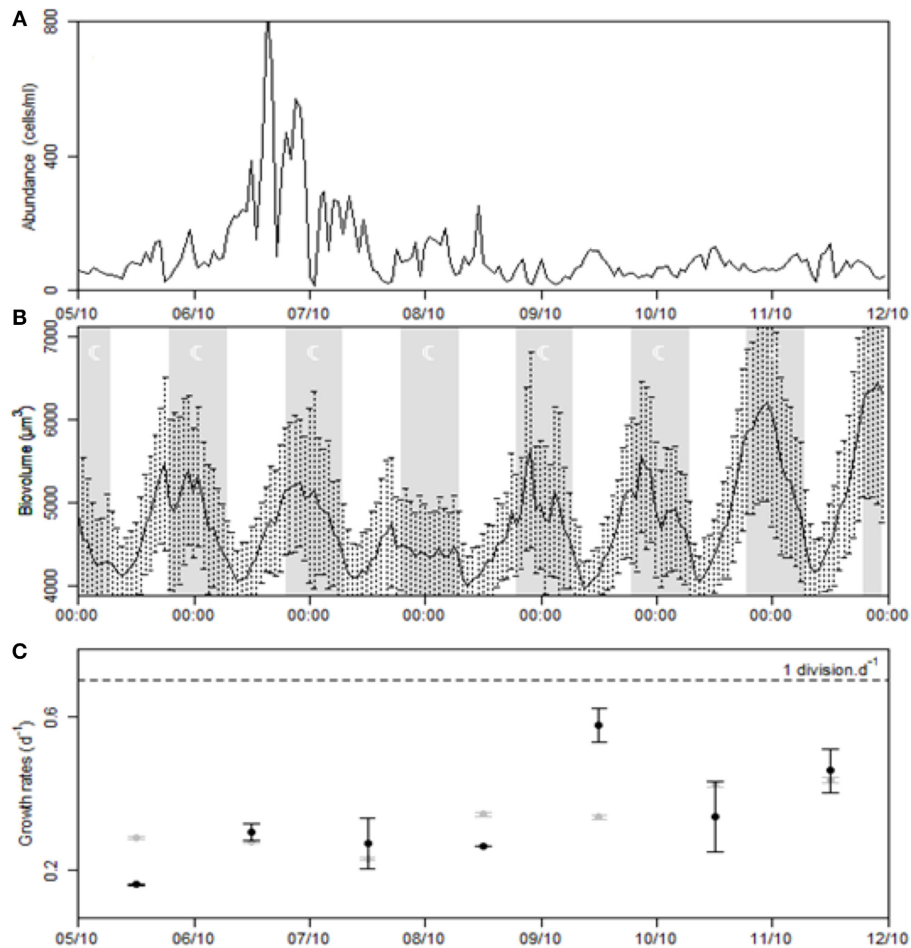 A
Abundance (cells/ml)
800
400
0
05/10 06/10 07/10 08/10 09/10 10/10 11/10 12/10
B
Biovolume (µm³)
7000
6000
5000
4000
00:00 00:00 00:00 00:00 00:00 00:00 00:00 00:00
C
Growth rates (d⁻¹)
1 division.d⁻¹
0.6
0.2
05/10 06/10 07/10 08/10 09/10 10/10 11/10 12/10